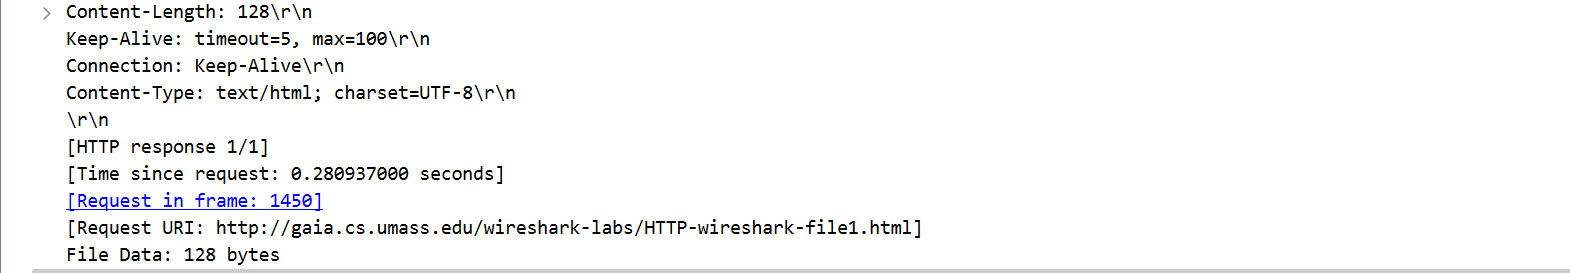 Content-Length: 128\r\n
Keep-Alive: timeout=5, max=100\r\n
Connection: Keep-Alive\r\n
Content-Type: text/html; charset=UTF-8\r\n
\r\n
[HTTP response 1/1]
[Time since request: 0.280937000 seconds]
[Request in frame: 1450]
[Request URI: http://gaia.cs.umass.edu/wireshark-labs/HTTP-wireshark-file1.html]
File Data: 128 bytes